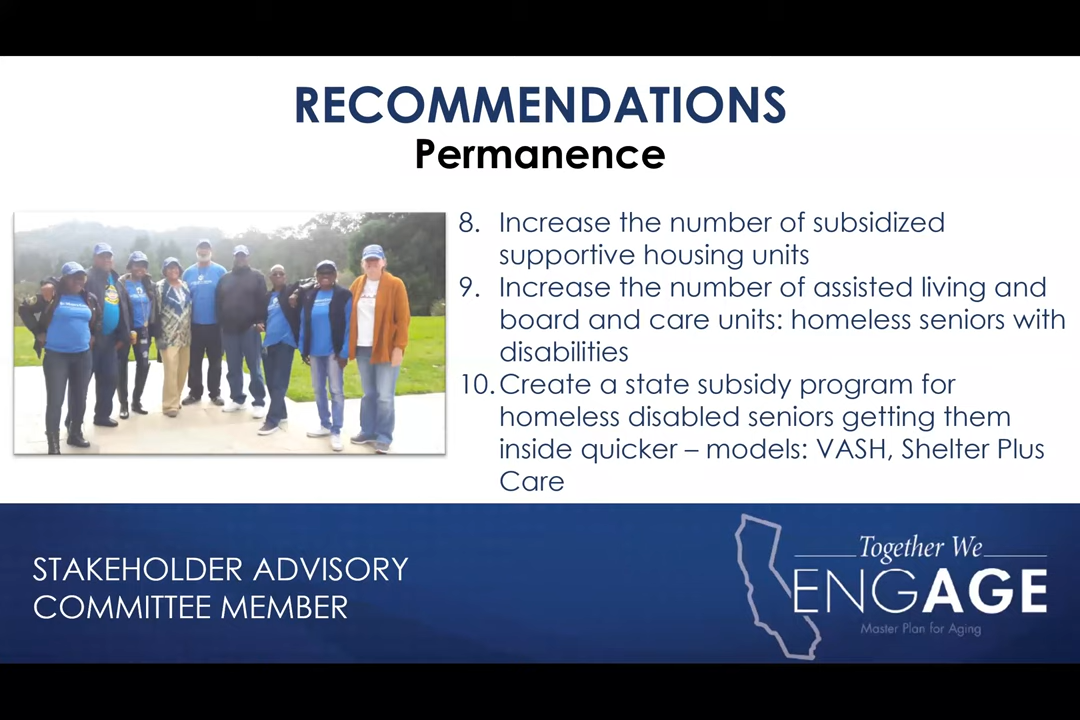 RECOMMENDATIONS
Permanence
8. Increase the number of subsidized
supportive housing units
9. Increase the number of assisted living and
board and care units: homeless seniors with
disabilities
10. Create a state subsidy program for
homeless disabled seniors getting them
inside quicker – models: VASH, Shelter Plus
Care
STAKEHOLDER ADVISORY
COMMITTEE MEMBER
Together We
ENGAGE
Master Plan for Aging